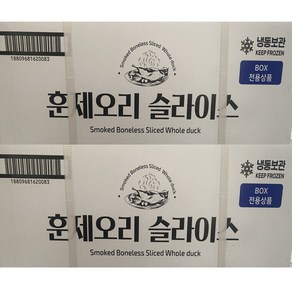 18809681620083
Smoked Boneless Sliced Whole duck
훈제오리 슬라이스
Smoked Boneless Sliced Whole duck
냉동보관
KEEP FROZEN
BOX
전용상품
18809681620083
Smoked Boneless Sliced Whole duck
훈제오리 슬라이스
Smoked Boneless Sliced Whole duck
냉동보관
KEEP FROZEN
BOX
전용상품